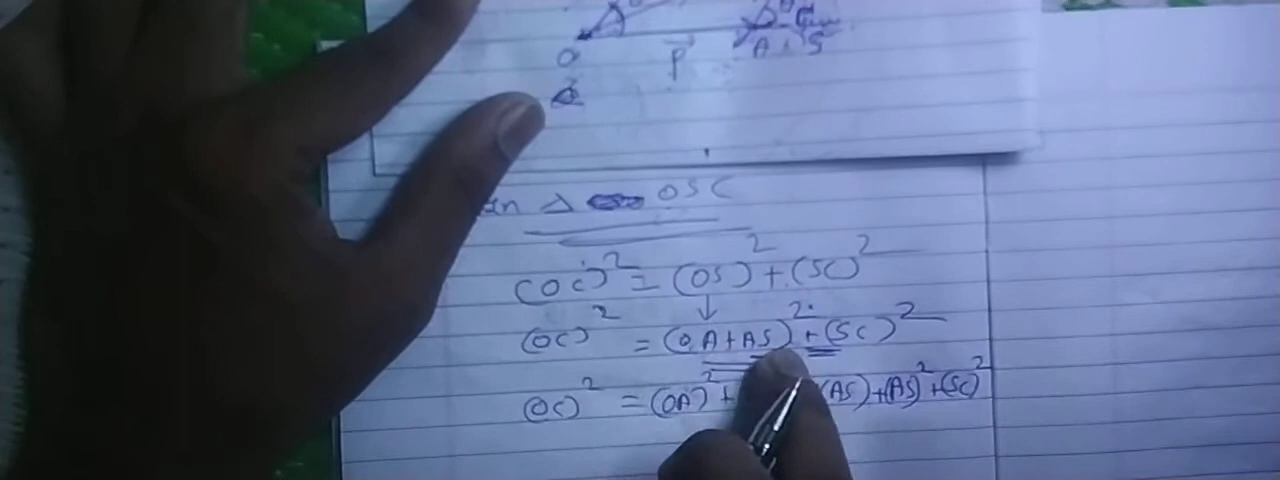 O
P
A
S
In Δ OSC
(OC)² = (OS)² + (SC)²
(OC)² = (OA+AS)² + (SC)²
(OC)² = (OA)² + (AS) + (AS)² + (SC)²